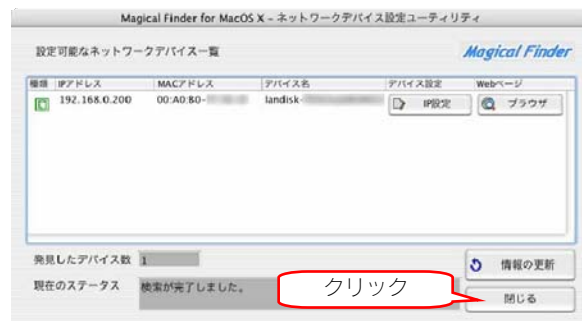 Magical Finder for MacOS X – ネットワークデバイス設定ユーティリティ
設定可能なネットワークデバイス一覧
Magical Finder
種類 IPアドレス MACアドレス デバイス名 デバイス設定 Webページ
192.168.0.200 00:A0:B0- landisk- IP設定 ブラウザ
発見したデバイス数 1
情報の更新
現在のステータス 検索が完了しました。
クリック
閉じる